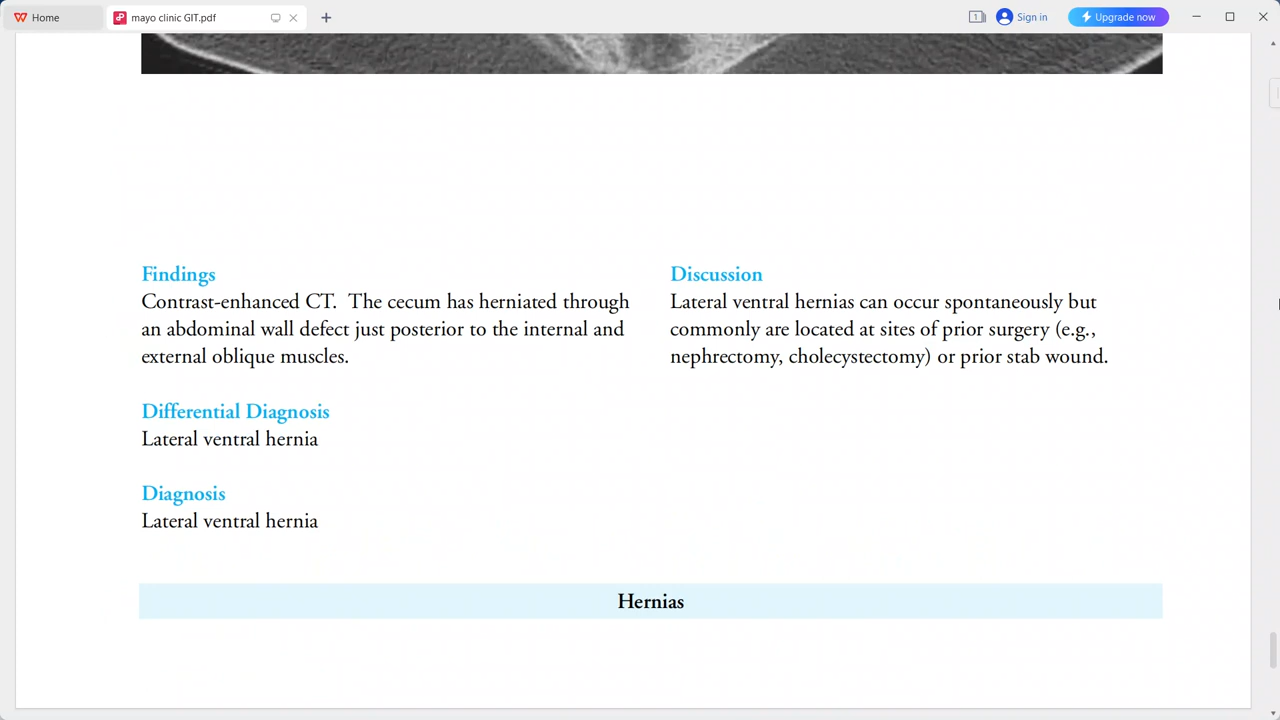 Home
mayo clinic GIT.pdf
1
Sign in
Upgrade now
Findings
Contrast-enhanced CT. The cecum has herniated through
an abdominal wall defect just posterior to the internal and
external oblique muscles.
Differential Diagnosis
Lateral ventral hernia
Diagnosis
Lateral ventral hernia
Discussion
Lateral ventral hernias can occur spontaneously but
commonly are located at sites of prior surgery (e.g.,
nephrectomy, cholecystectomy) or prior stab wound.
Hernias